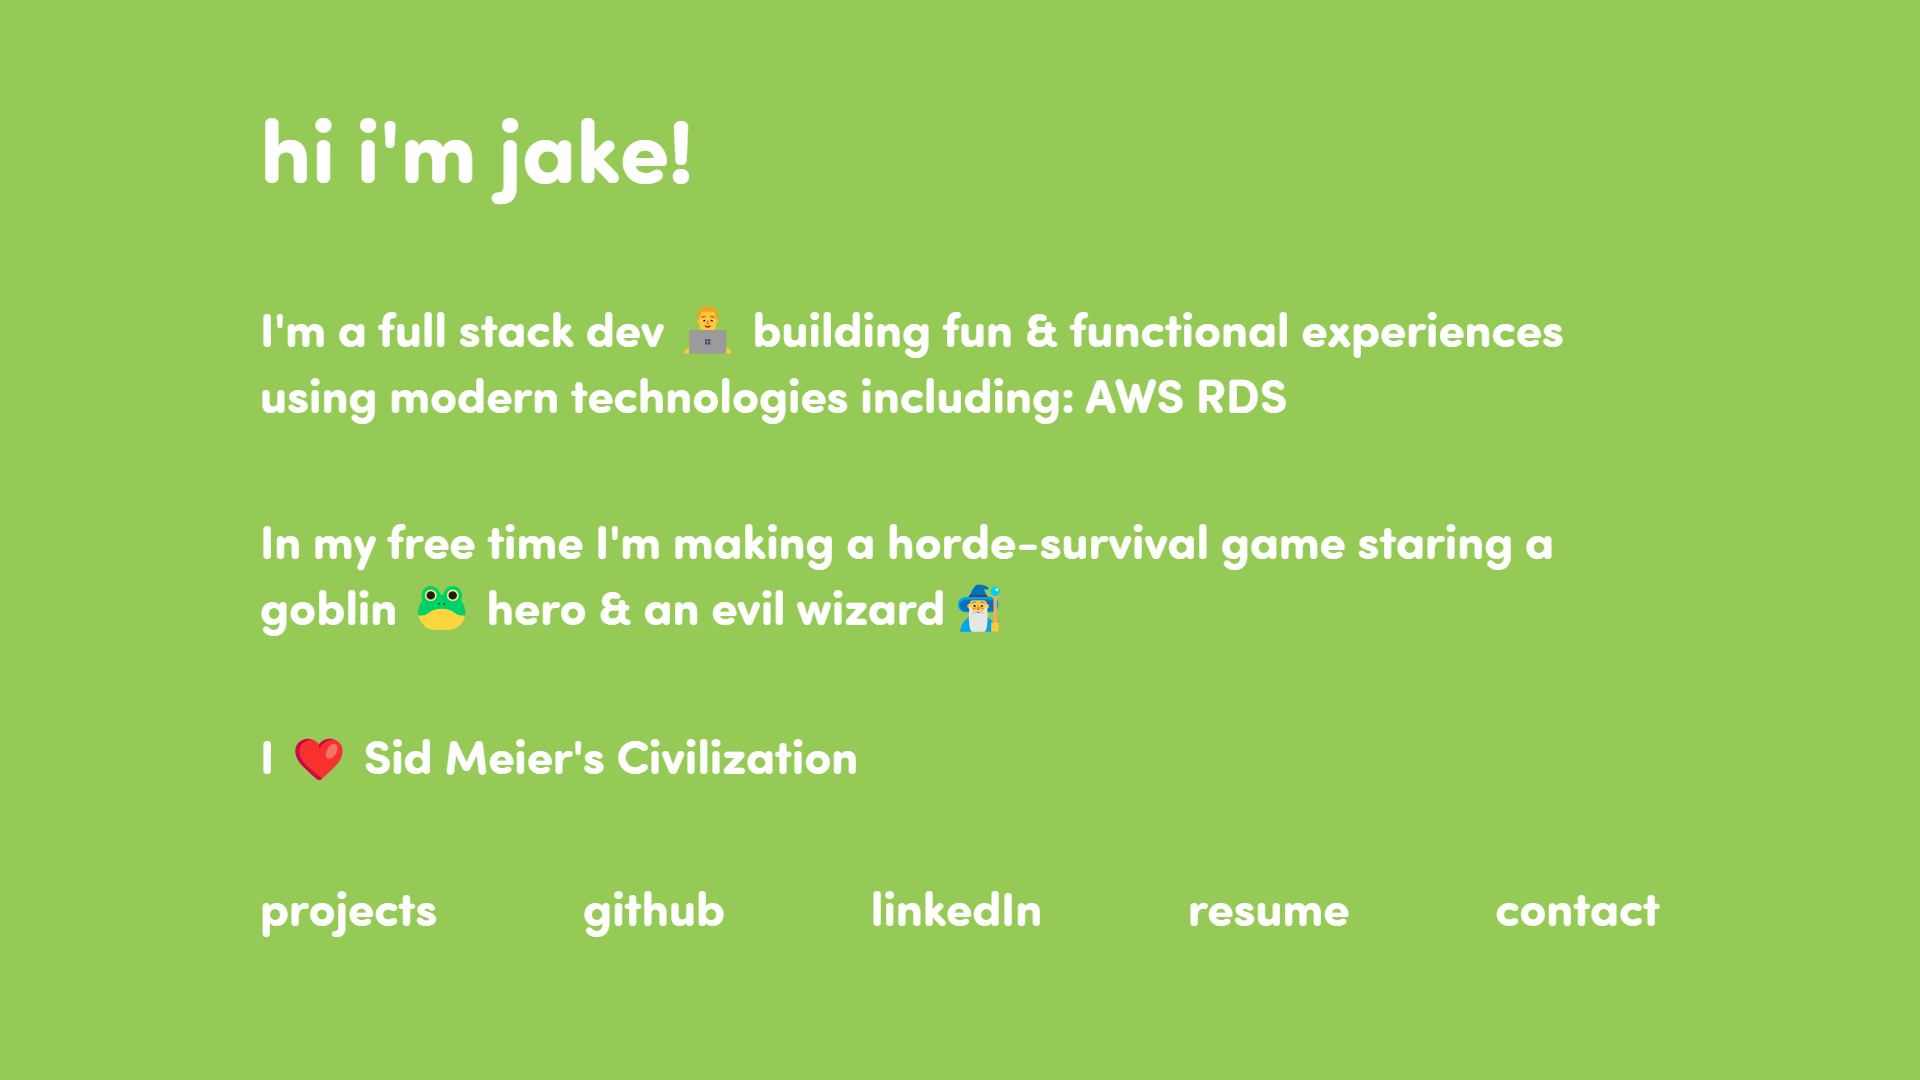 hi i'm jake!
I'm a full stack dev 👨‍💻 building fun & functional experiences
using modern technologies including: AWS RDS
In my free time I'm making a horde-survival game staring a
goblin 🐸 hero & an evil wizard 🧙‍♂️
I ❤️ Sid Meier's Civilization
projects github linkedIn resume contact